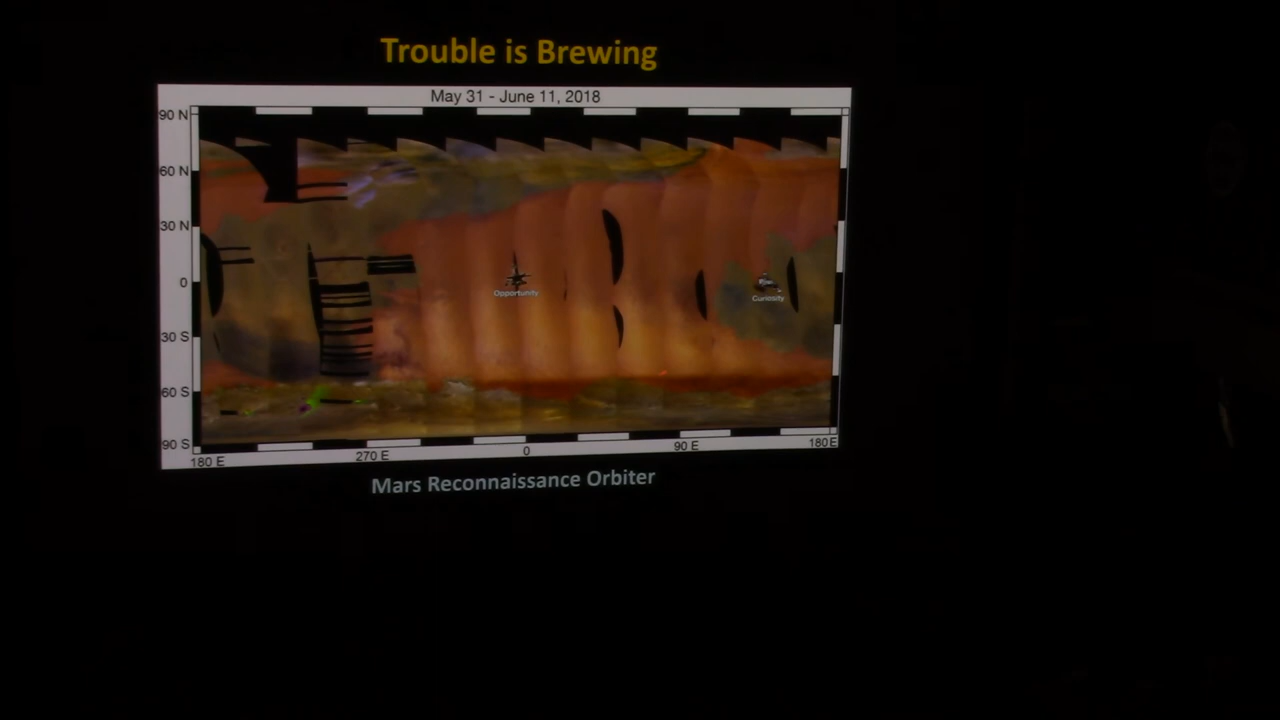 Trouble is Brewing
May 31 - June 11, 2018
90 N
60 N
30 N
0
30 S
60 S
90 S
Opportunity
Curiosity
180 E
270 E
0
90 E
180E
Mars Reconnaissance Orbiter